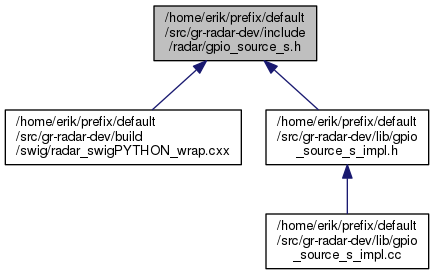 /home/erik/prefix/default
/src/gr-radar-dev/include
/radar/gpio_source_s.h
/home/erik/prefix/default
/src/gr-radar-dev/build
/swig/radar_swigPYTHON_wrap.cxx
/home/erik/prefix/default
/src/gr-radar-dev/lib/gpio
_source_s_impl.h
/home/erik/prefix/default
/src/gr-radar-dev/lib/gpio
_source_s_impl.cc